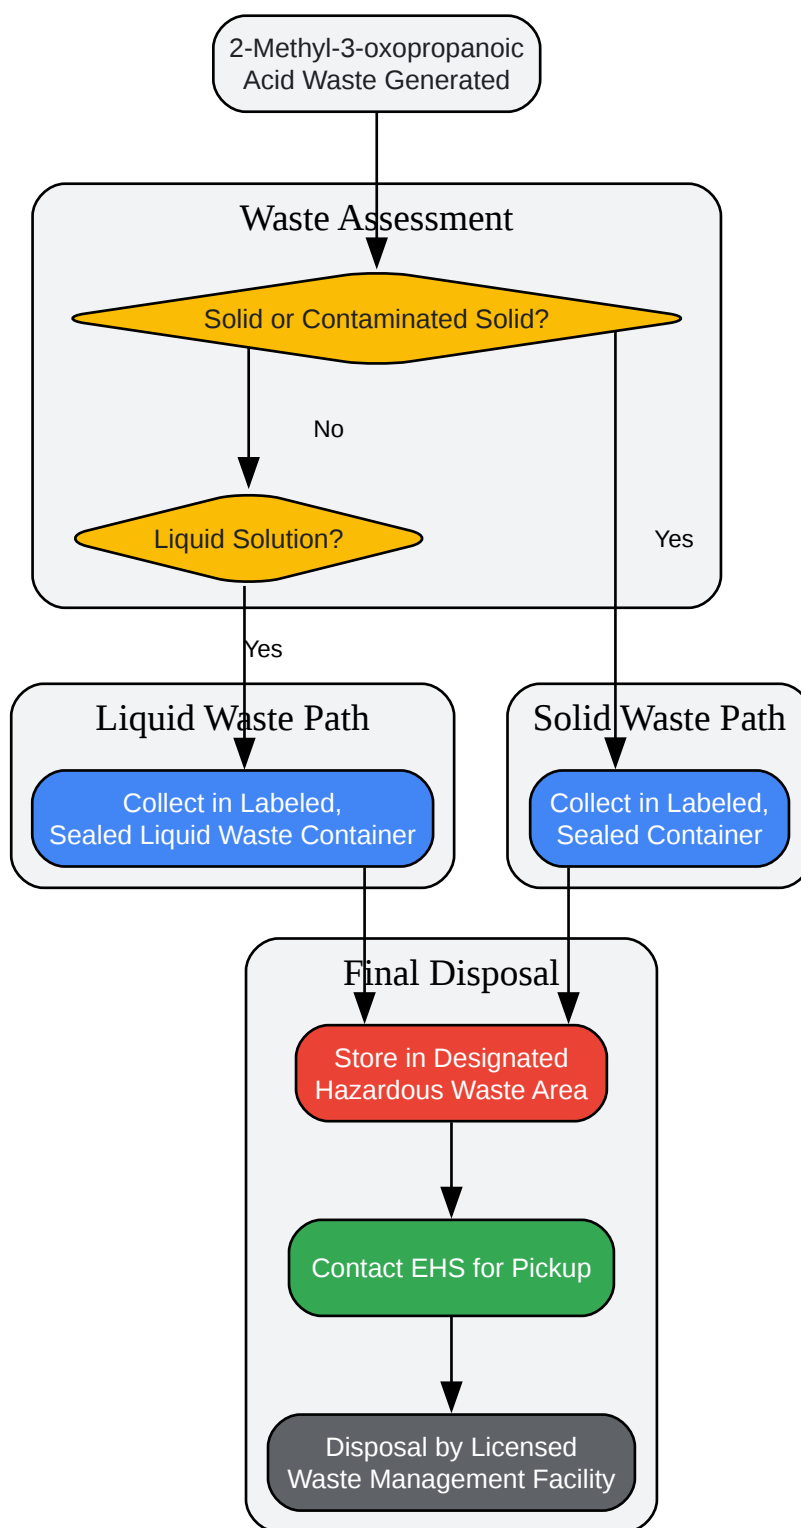 2-Methyl-3-oxopropanoic
Acid Waste Generated
Waste Assessment
Solid or Contaminated Solid?
No
Liquid Solution?
Yes
Yes
Liquid Waste Path
Solid Waste Path
Collect in Labeled,
Sealed Liquid Waste Container
Collect in Labeled,
Sealed Container
Final Disposal
Store in Designated
Hazardous Waste Area
Contact EHS for Pickup
Disposal by Licensed
Waste Management Facility